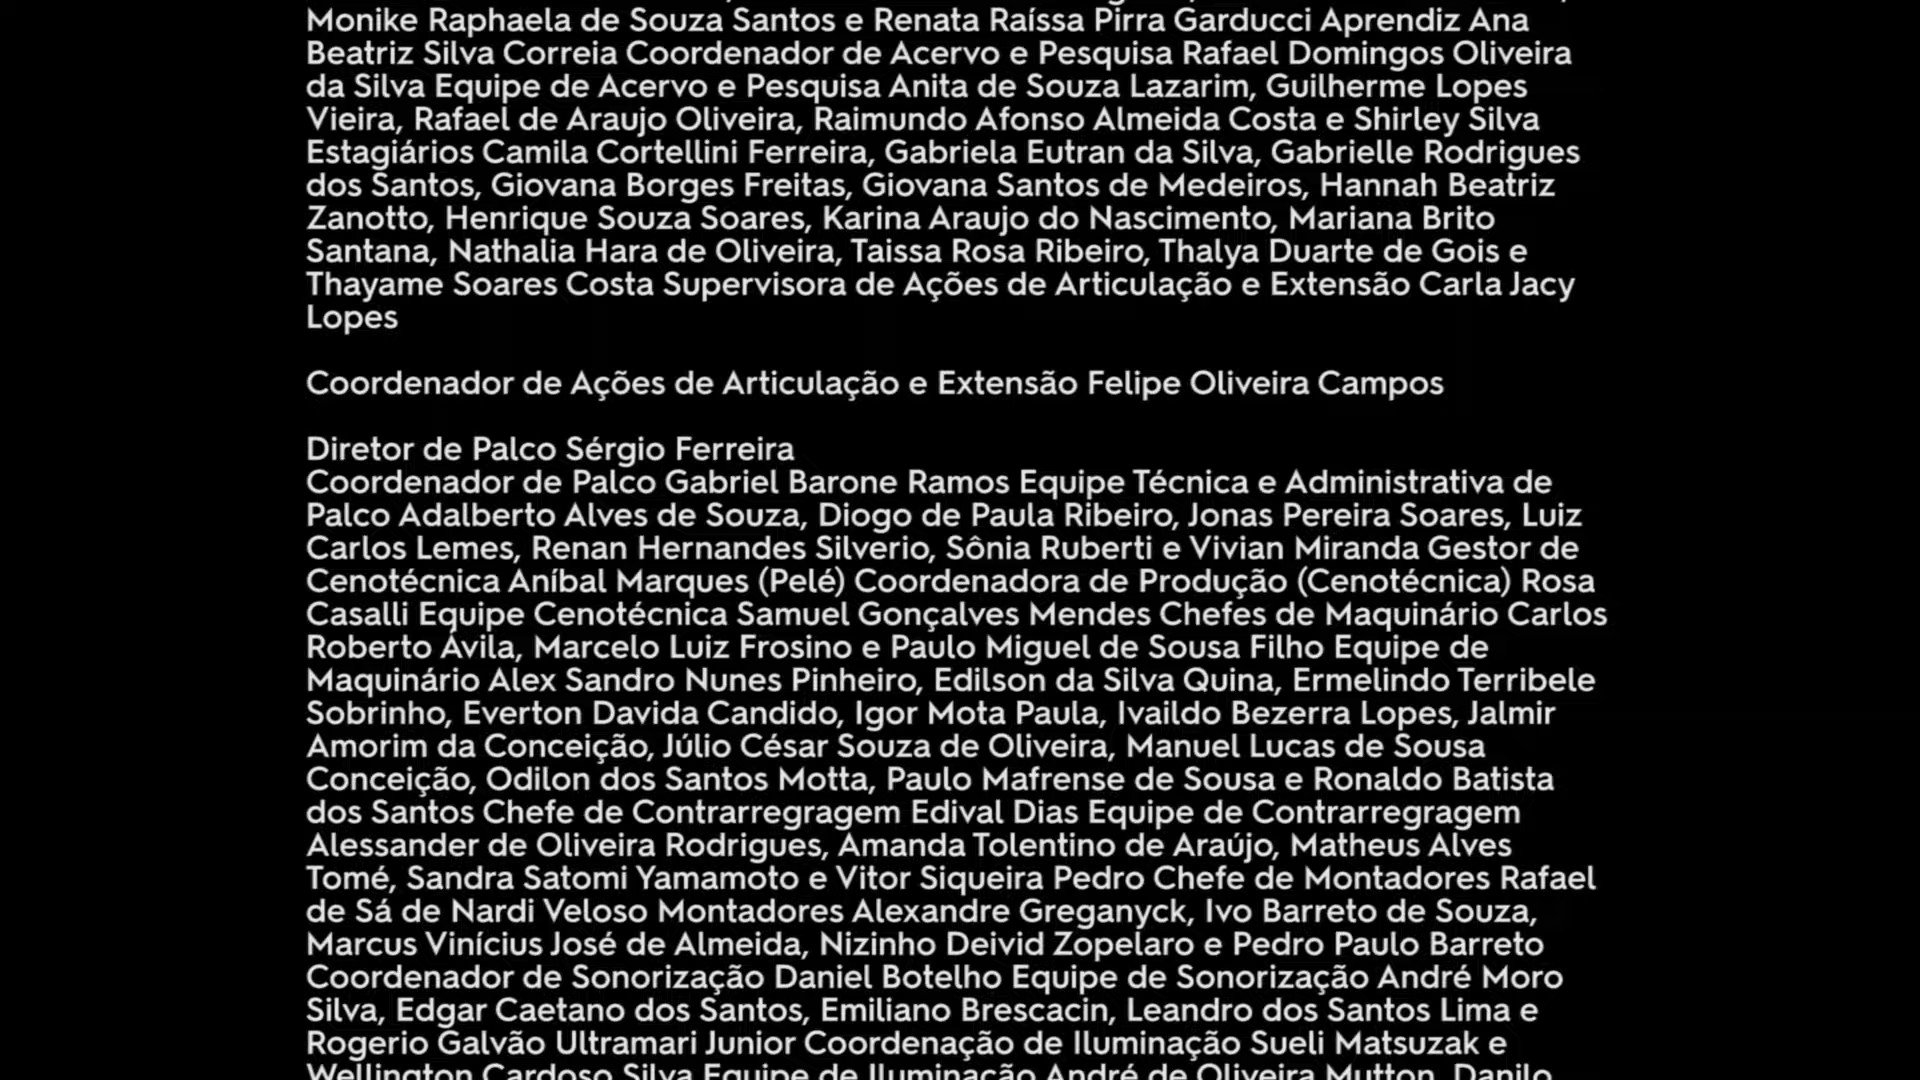 Monike Raphaela de Souza Santos e Renata Raíssa Pirra Garducci Aprendiz Ana
Beatriz Silva Correia Coordenador de Acervo e Pesquisa Rafael Domingos Oliveira
da Silva Equipe de Acervo e Pesquisa Anita de Souza Lazarim, Guilherme Lopes
Vieira, Rafael de Araujo Oliveira, Raimundo Afonso Almeida Costa e Shirley Silva
Estagiários Camila Cortellini Ferreira, Gabriela Eutran da Silva, Gabrielle Rodrigues
dos Santos, Giovana Borges Freitas, Giovana Santos de Medeiros, Hannah Beatriz
Zanotto, Henrique Souza Soares, Karina Araujo do Nascimento, Mariana Brito
Santana, Nathalia Hara de Oliveira, Taissa Rosa Ribeiro, Thalya Duarte de Gois e
Thayame Soares Costa Supervisora de Ações de Articulação e Extensão Carla Jacy
Lopes
Coordenador de Ações de Articulação e Extensão Felipe Oliveira Campos
Diretor de Palco Sérgio Ferreira
Coordenador de Palco Gabriel Barone Ramos Equipe Técnica e Administrativa de
Palco Adalberto Alves de Souza, Diogo de Paula Ribeiro, Jonas Pereira Soares, Luiz
Carlos Lemes, Renan Hernandes Silverio, Sônia Ruberti e Vivian Miranda Gestor de
Cenotécnica Aníbal Marques (Pelé) Coordenadora de Produção (Cenotécnica) Rosa
Casalli Equipe Cenotécnica Samuel Gonçalves Mendes Chefes de Maquinário Carlos
Roberto Ávila, Marcelo Luiz Frosino e Paulo Miguel de Sousa Filho Equipe de
Maquinário Alex Sandro Nunes Pinheiro, Edilson da Silva Quina, Ermelindo Terribele
Sobrinho, Everton Davida Candido, Igor Mota Paula, Ivaildo Bezerra Lopes, Jalmir
Amorim da Conceição, Júlio César Souza de Oliveira, Manuel Lucas de Sousa
Conceição, Odilon dos Santos Motta, Paulo Mafrense de Sousa e Ronaldo Batista
dos Santos Chefe de Contrarregragem Edival Dias Equipe de Contrarregragem
Alessander de Oliveira Rodrigues, Amanda Tolentino de Araújo, Matheus Alves
Tomé, Sandra Satomi Yamamoto e Vitor Siqueira Pedro Chefe de Montadores Rafael
de Sá de Nardi Veloso Montadores Alexandre Greganyck, Ivo Barreto de Souza,
Marcus Vinícius José de Almeida, Nizinho Deivid Zopelaro e Pedro Paulo Barreto
Coordenador de Sonorização Daniel Botelho Equipe de Sonorização André Moro
Silva, Edgar Caetano dos Santos, Emiliano Brescacin, Leandro dos Santos Lima e
Rogerio Galvão Ultramari Junior Coordenação de Iluminação Sueli Matsuzak e
Wellington Cardoso Silva Equipe de Iluminação André de Oliveira Mutton, Danilo